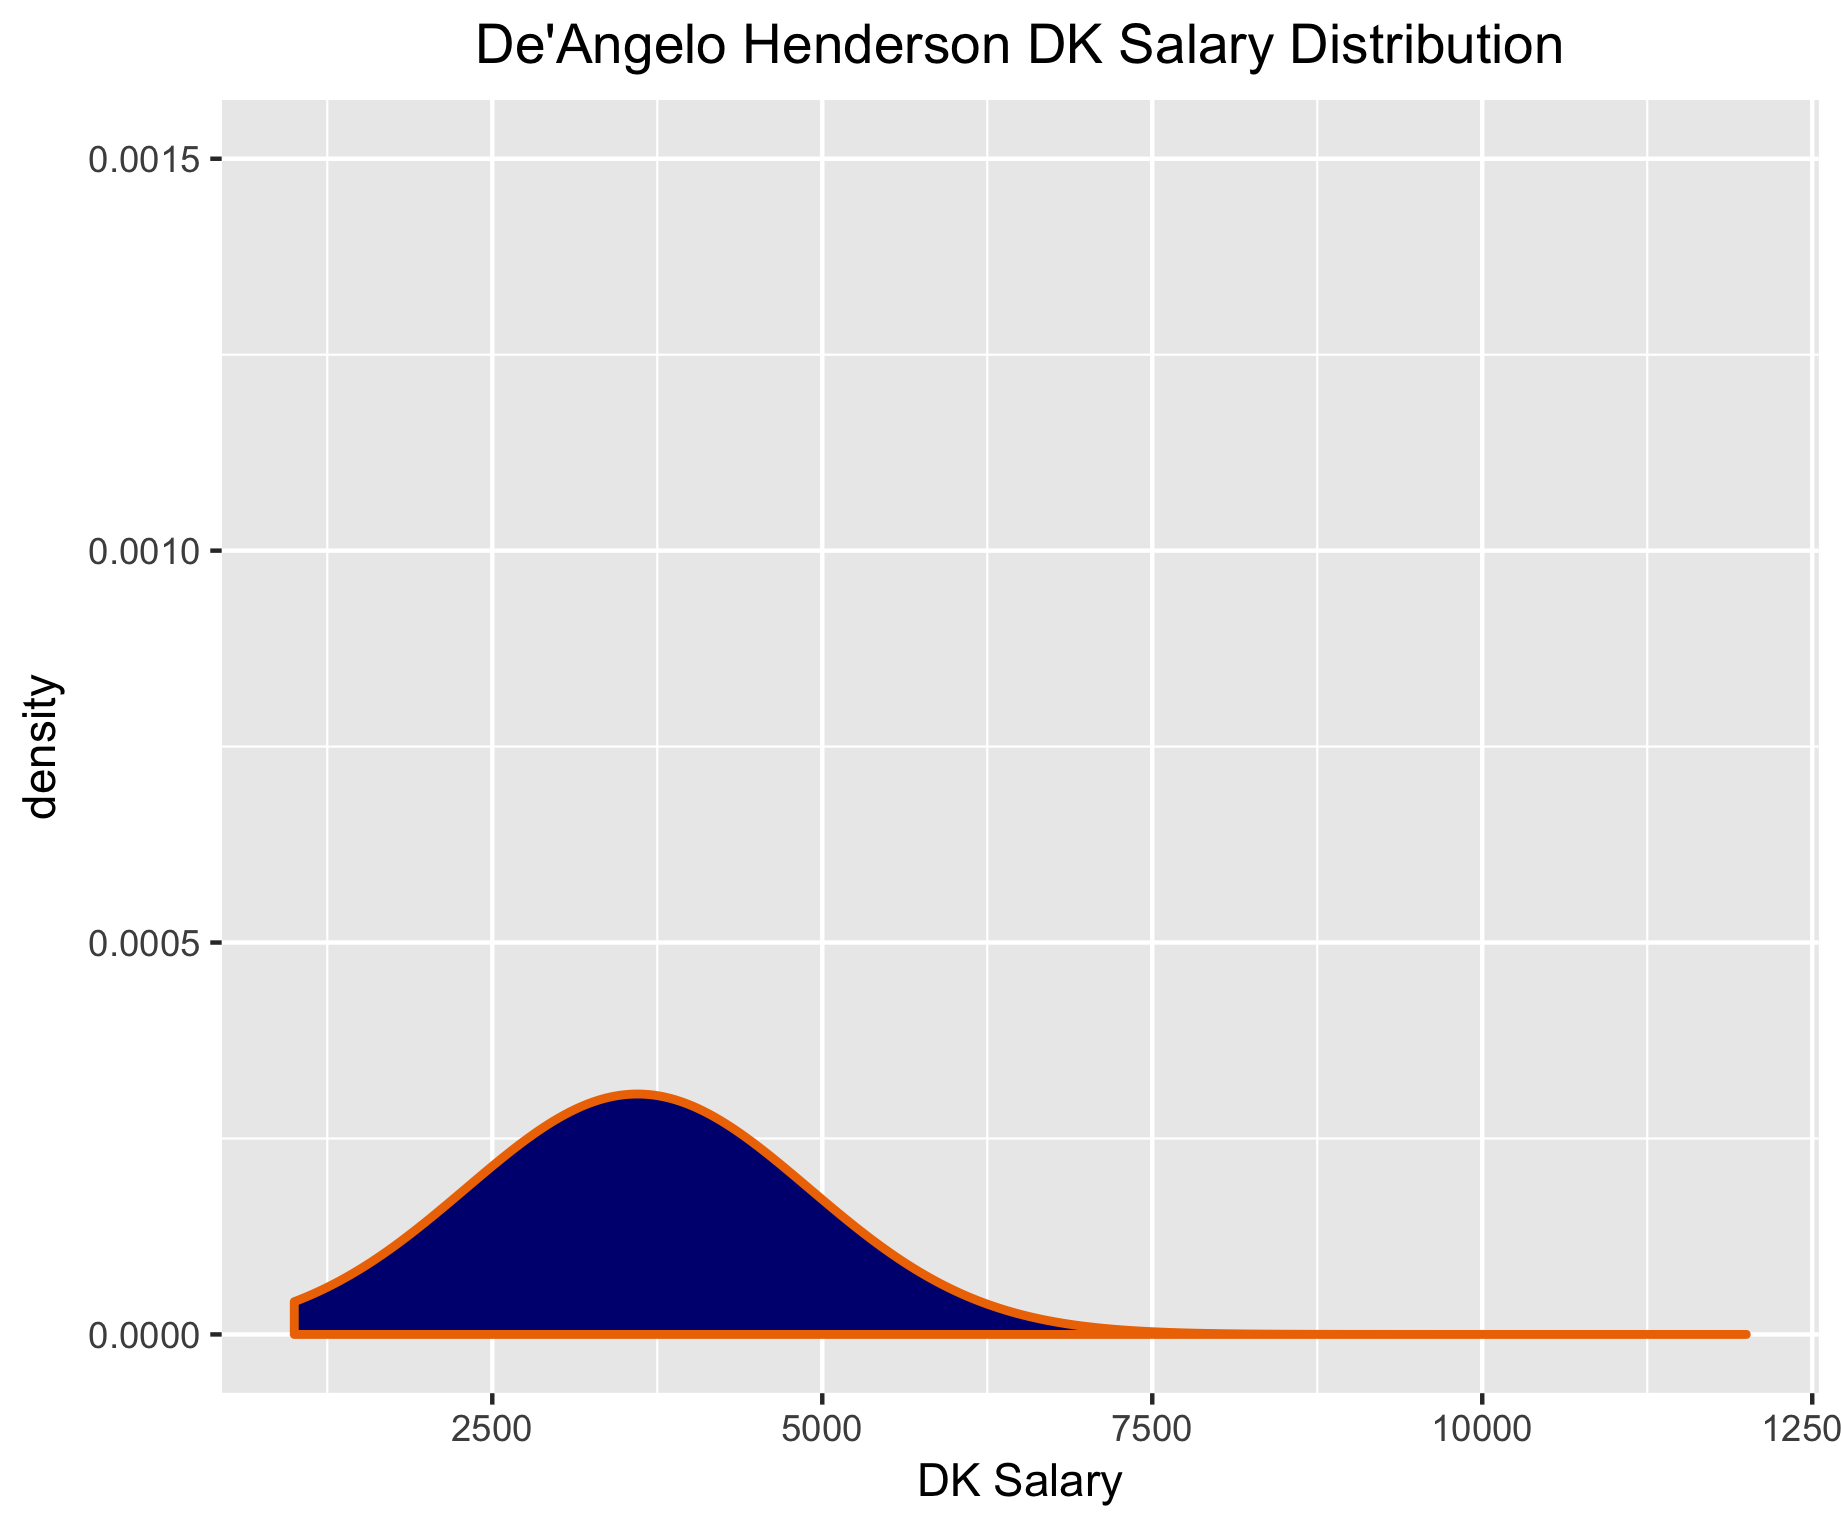 De'Angelo Henderson DK Salary Distribution
0.0015
0.0010
0.0005
0.0000
density
2500 5000 7500 10000 1250
DK Salary